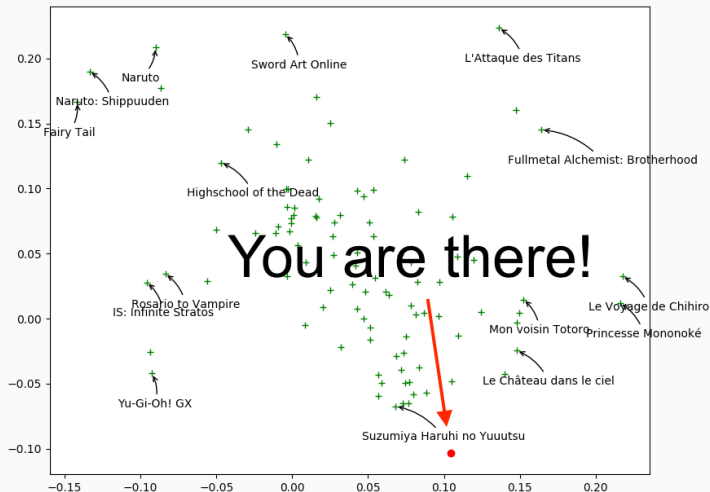 0.20
0.15
0.10
0.05
0.00
−0.05
−0.10
−0.15
−0.10
−0.05
0.00
0.05
0.10
0.15
0.20
Naruto
Naruto: Shippuuden
Fairy Tail
Sword Art Online
L'Attaque des Titans
Fullmetal Alchemist: Brotherhood
Highschool of the Dead
You are there!
Rosario to Vampire
IS: Infinite Stratos
Le Voyage de Chihiro
Princesse Mononoké
Mon voisin Totoro
Le Château dans le ciel
Yu-Gi-Oh! GX
Suzumiya Haruhi no Yuuutsu